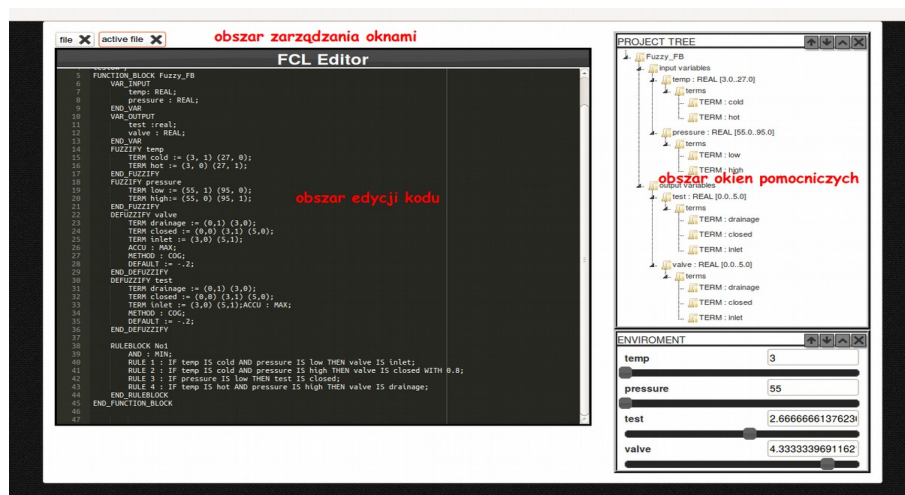 file
active file
obszar zarządzania oknami
FCL Editor
5 FUNCTION_BLOCK Fuzzy_FB
6 VAR_INPUT
7 temp: REAL;
8 pressure : REAL;
9 END_VAR
10 VAR_OUTPUT
11 test :real;
12 valve : REAL;
13 END_VAR
14 FUZZIFY temp
15 TERM cold := (3, 1) (27, 0);
16 TERM hot := (3, 0) (27, 1);
17 END_FUZZIFY
18 FUZZIFY pressure
19 TERM low := (55, 1) (95, 0);
20 TERM high:= (55, 0) (95, 1);
21 END_FUZZIFY
22 DEFUZZIFY valve
23 TERM drainage := (0,1) (3,0);
24 TERM closed := (0,0) (3,1) (5,0);
25 TERM inlet := (3,0) (5,1);
26 ACCU : MAX;
27 METHOD : COG;
28 DEFAULT := -.2;
29 END_DEFUZZIFY
30 DEFUZZIFY test
31 TERM drainage := (0,1) (3,0);
32 TERM closed := (0,0) (3,1) (5,0);
33 TERM inlet := (3,0) (5,1);ACCU : MAX;
34 METHOD : COG;
35 DEFAULT := -.2;
36 END_DEFUZZIFY
37
38 RULEBLOCK No1
39 AND : MIN;
40 RULE 1 : IF temp IS cold AND pressure IS low THEN valve IS inlet;
41 RULE 2 : IF temp IS cold AND pressure IS high THEN valve IS closed WITH 0.8;
42 RULE 3 : IF pressure IS low THEN test IS closed;
43 RULE 4 : IF temp IS hot AND pressure IS high THEN valve IS drainage;
44 END_RULEBLOCK
45 END_FUNCTION_BLOCK
46
47
obszar edycji kodu
PROJECT TREE
Fuzzy_FB
input variables
temp : REAL [3.0..27.0]
terms
TERM : cold
TERM : hot
pressure : REAL [55.0..95.0]
terms
TERM : low
TERM : high
obszar okien pomocniczych
output variables
test : REAL [0.0..5.0]
terms
TERM : drainage
TERM : closed
TERM : inlet
valve : REAL [0.0..5.0]
terms
TERM : drainage
TERM : closed
TERM : inlet
ENVIROMENT
temp 3
pressure 55
test 2.6666666137623
valve 4.3333339691162